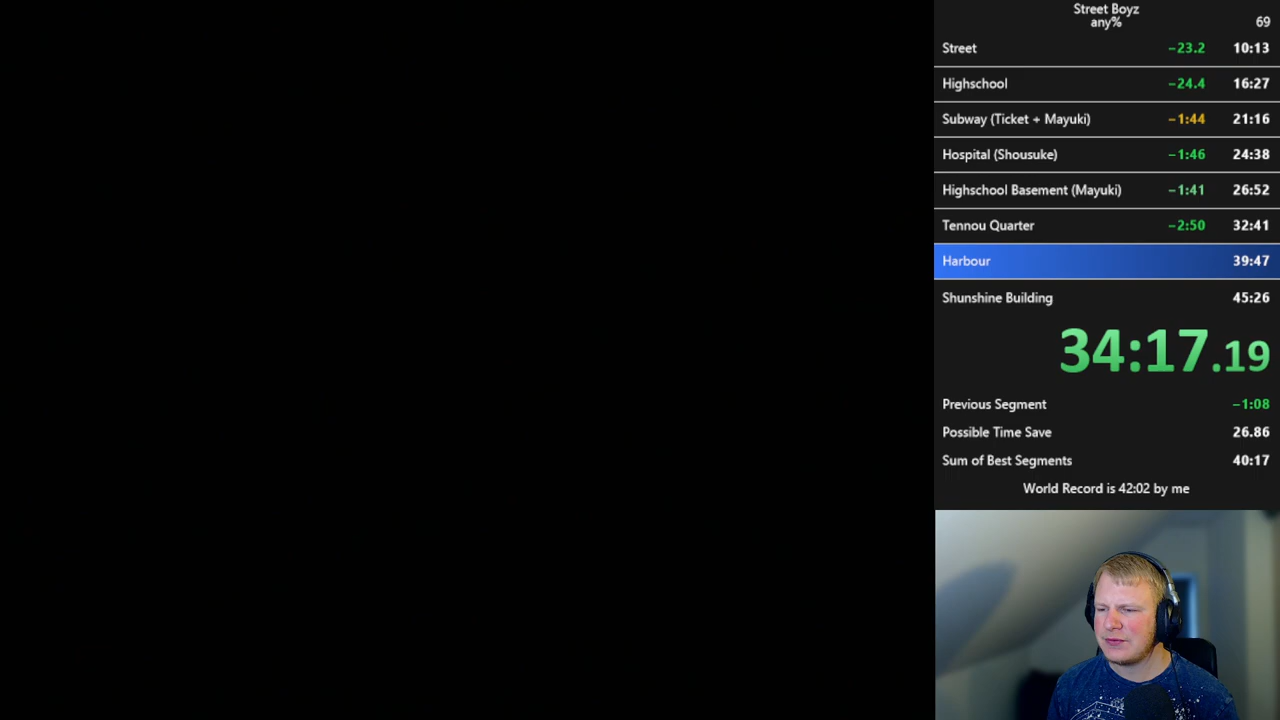 Street Boyz
any%
69
Street -23.2 10:13
Highschool -24.4 16:27
Subway (Ticket + Mayuki) -1:44 21:16
Hospital (Shousuke) -1:46 24:38
Highschool Basement (Mayuki) -1:41 26:52
Tennou Quarter -2:50 32:41
Harbour 39:47
Shunshine Building 45:26
34:17.19
Previous Segment -1:08
Possible Time Save 26.86
Sum of Best Segments 40:17
World Record is 42:02 by me